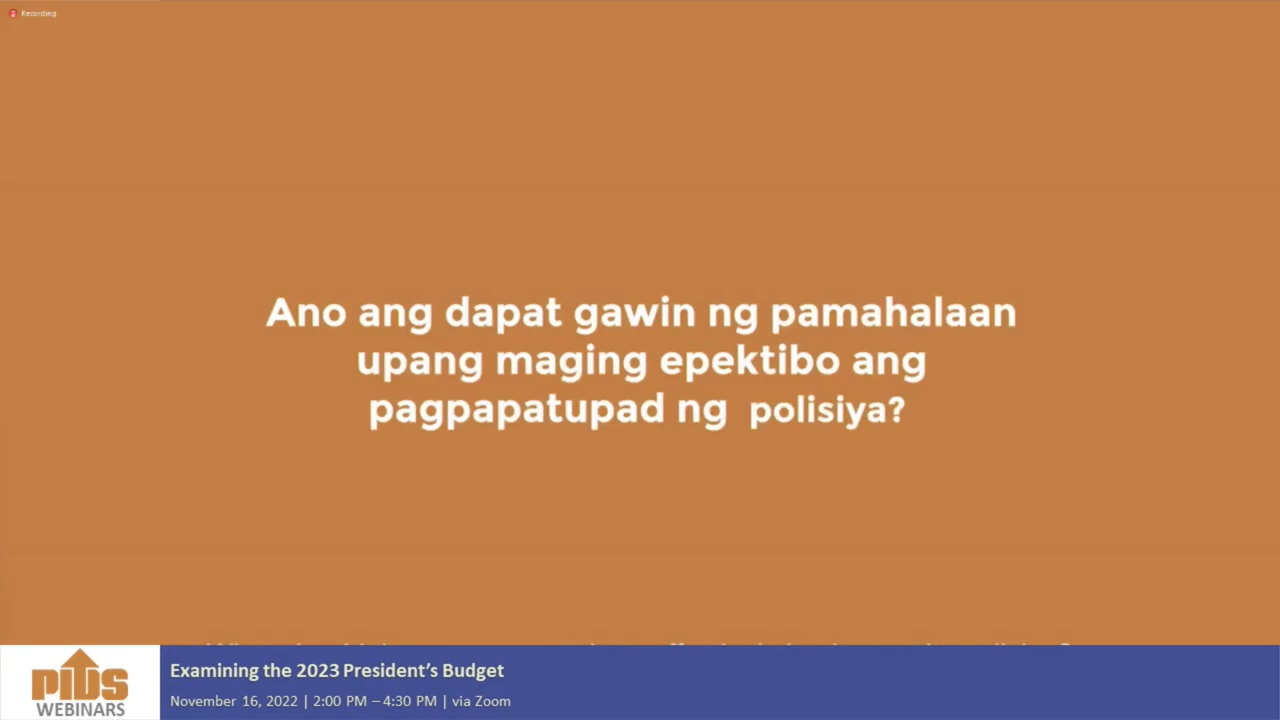 Recording
Ano ang dapat gawin ng pamahalaan
upang maging epektibo ang
pagpapatupad ng polisiya?
Examining the 2023 President's Budget
November 16, 2022 | 2:00 PM – 4:30 PM | via Zoom
PIDS
WEBINARS